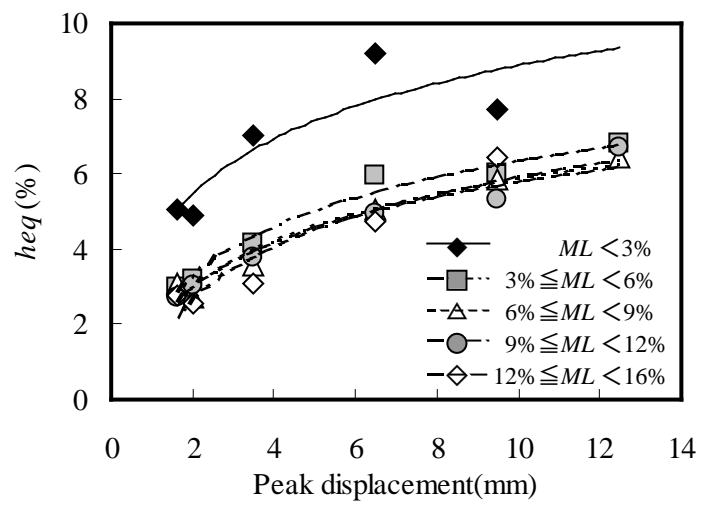 10
8
6
4
2
0
heq (%)
ML＜3%
3%≦ML＜6%
6%≦ML＜9%
9%≦ML＜12%
12%≦ML＜16%
0 2 4 6 8 10 12 14
Peak displacement(mm)